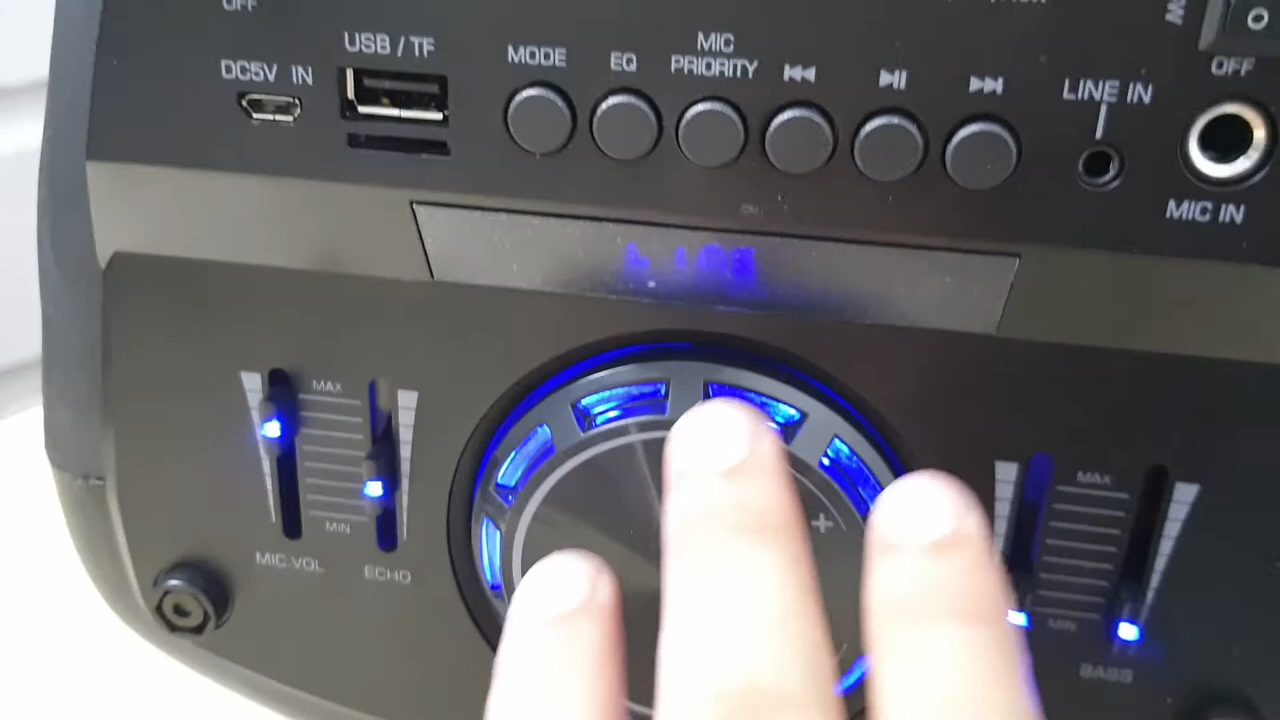 OFF
USB / TF
DC5V IN
MODE
EQ
MIC
PRIORITY
LINE IN
OFF
MIC IN
MAX
MIN
MIC.VOL
ECHO
MAX
MIN
BASS